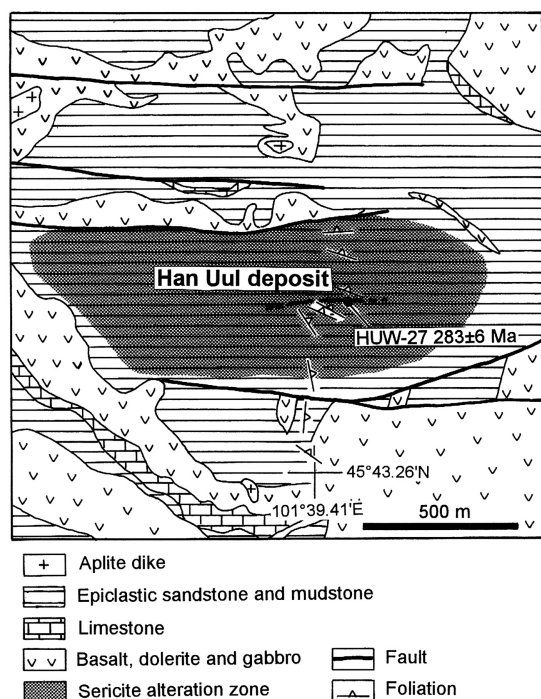 Han Uul deposit
HUW-27 283±6 Ma
45°43.26'N
101°39.41'E
500 m
+ Aplite dike
Epiclastic sandstone and mudstone
Limestone
v v Basalt, dolerite and gabbro
Fault
Sericite alteration zone
Foliation